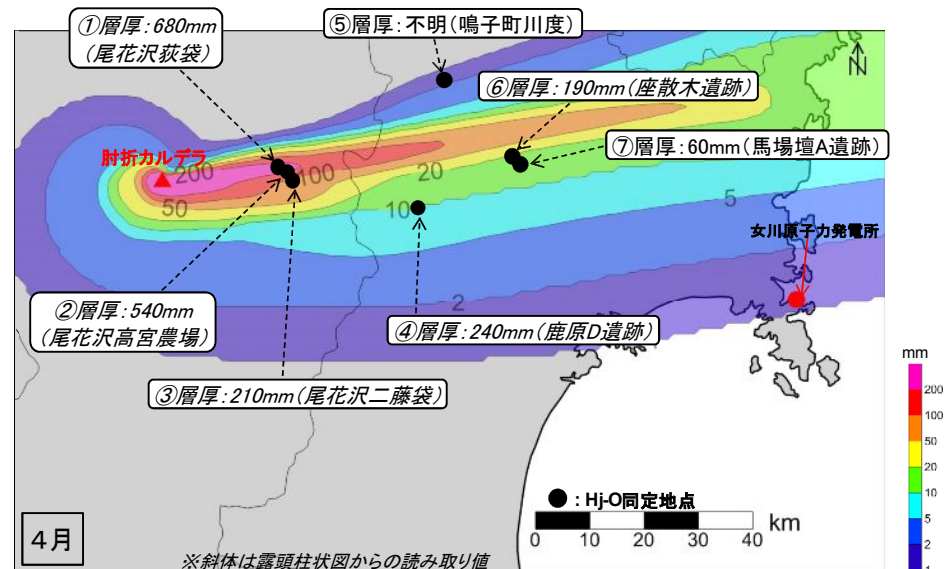 ①層厚：680mm
（尾花沢荻袋）
⑤層厚：不明（鳴子町川度）
N
⑥層厚：190mm（座散木遺跡）
⑦層厚：60mm（馬場壇A遺跡）
肘折カルデラ
200
100
20
50
10
5
女川原子力発電所
2
②層厚：540mm
（尾花沢高宮農場）
④層厚：240mm（鹿原D遺跡）
③層厚：210mm（尾花沢二藤袋）
mm
200
100
50
20
10
5
2
1
●：Hj-O同定地点
km
0 10 20 30 40
4月
※斜体は露頭柱状図からの読み取り値